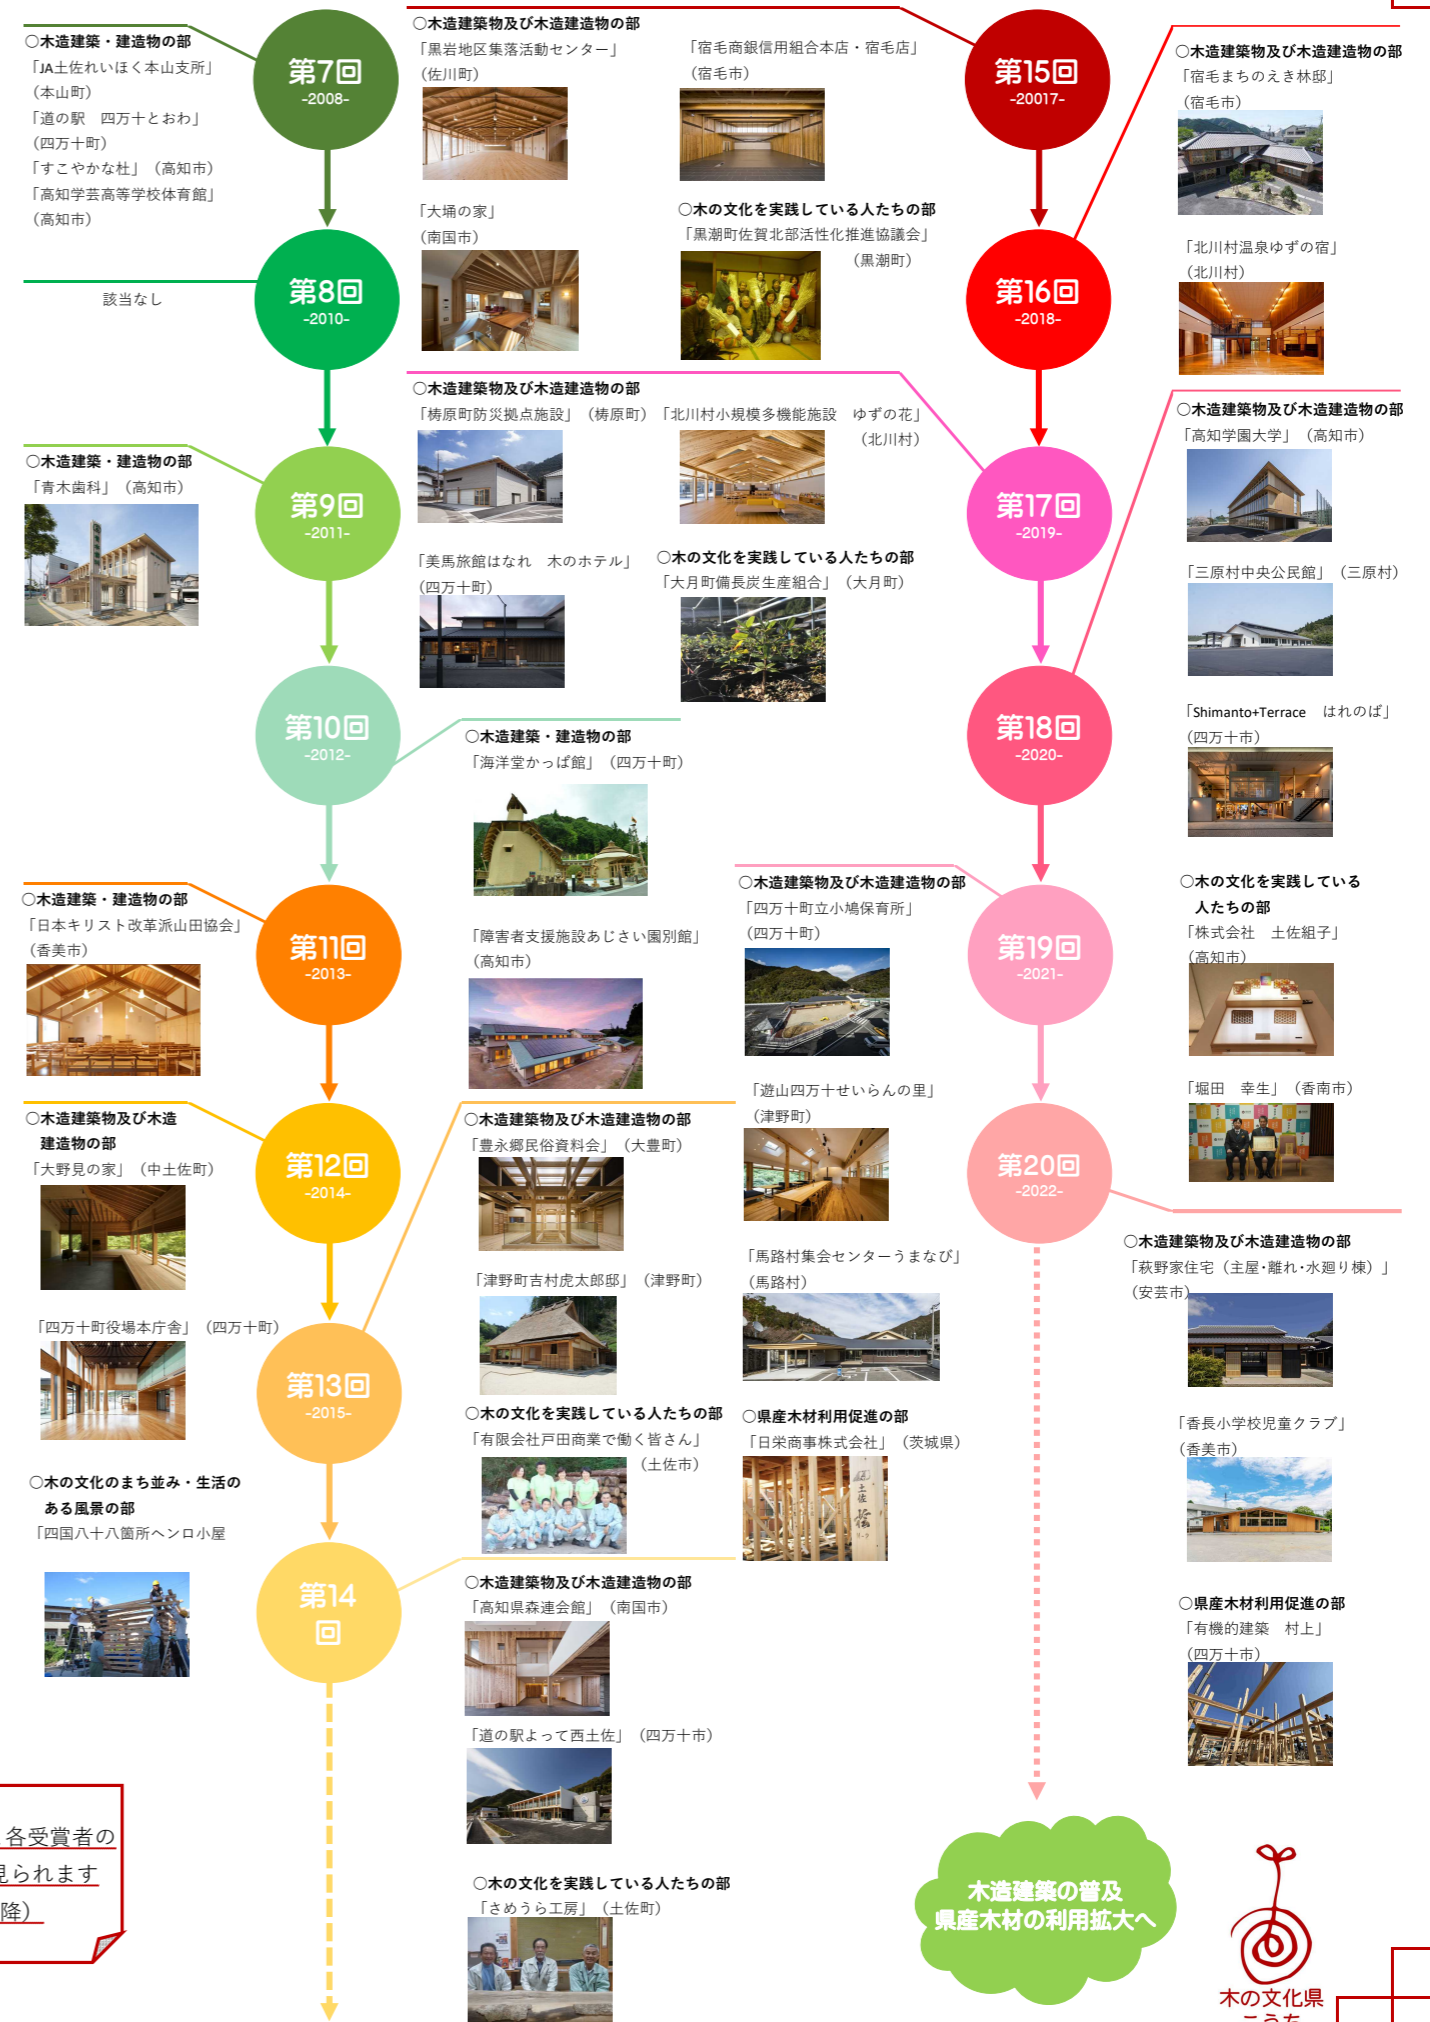 第7回
-2008-
〇木造建築・建造物の部
「JA土佐れいほく本山支所」
（本山町）
「道の駅　四万十とおわ」
（四万十町）
「すこやかな杜」（高知市）
「高知学芸高等学校体育館」
（高知市）
第8回
-2010-
該当なし
第9回
-2011-
〇木造建築・建造物の部
「青木歯科」（高知市）
第10回
-2012-
〇木造建築・建造物の部
「海洋堂かっぱ館」（四万十町）
「障害者支援施設あじさい園別館」
（高知市）
第11回
-2013-
〇木造建築・建造物の部
「日本キリスト改革派山田協会」
（香美市）
第12回
-2014-
〇木造建築物及び木造
建造物の部
「大野見の家」（中土佐町）
「四万十町役場本庁舎」（四万十町）
〇木の文化のまち並み・生活の
ある風景の部
「四国八十八箇所ヘンロ小屋
第13回
-2015-
〇木造建築物及び木造建造物の部
「豊永郷民俗資料会」（大豊町）
「津野町吉村虎太郎邸」（津野町）
〇木の文化を実践している人たちの部
「有限会社戸田商業で働く皆さん」
（土佐市）
第14
回
〇木造建築物及び木造建造物の部
「高知県森連会館」（南国市）
「道の駅よって西土佐」（四万十市）
〇木の文化を実践している人たちの部
「さめうら工房」（土佐町）
第15回
-20017-
〇木造建築物及び木造建造物の部
「黒岩地区集落活動センター」
（佐川町）
「宿毛商銀信用組合本店・宿毛店」
（宿毛市）
「大埇の家」
（南国市）
〇木の文化を実践している人たちの部
「黒潮町佐賀北部活性化推進協議会」
（黒潮町）
第16回
-2018-
〇木造建築物及び木造建造物の部
「宿毛まちのえき林邸」
（宿毛市）
「北川村温泉ゆずの宿」
（北川村）
第17回
-2019-
〇木造建築物及び木造建造物の部
「梼原町防災拠点施設」（梼原町）
「北川村小規模多機能施設　ゆずの花」
（北川村）
「美馬旅館はなれ　木のホテル」
（四万十町）
〇木の文化を実践している人たちの部
「大月町備長炭生産組合」（大月町）
第18回
-2020-
〇木造建築物及び木造建造物の部
「高知学園大学」（高知市）
「三原村中央公民館」（三原村）
「Shimanto+Terrace　はれのば」
（四万十市）
〇木の文化を実践している
人たちの部
「株式会社　土佐組子」
（高知市）
「堀田　幸生」（香南市）
第19回
-2021-
〇木造建築物及び木造建造物の部
「四万十町立小鳩保育所」
（四万十町）
「遊山四万十せいらんの里」
（津野町）
「馬路村集会センターうまなび」
（馬路村）
〇県産木材利用促進の部
「日栄商事株式会社」（茨城県）
土佐
桧
第20回
-2022-
〇木造建築物及び木造建造物の部
「萩野家住宅（主屋・離れ・水廻り棟）」
（安芸市）
「香長小学校児童クラブ」
（香美市）
〇県産木材利用促進の部
「有機的建築　村上」
（四万十市）
各受賞者の
見られます
降）
木造建築の普及
県産木材の利用拡大へ
木の文化県
こうち